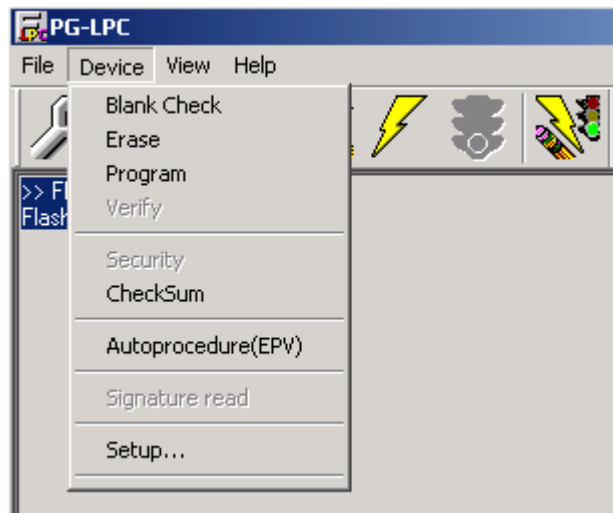 PG-LPC
File Device View Help
Blank Check
Erase
Program
Verify
Security
CheckSum
Autoprocedure(EPV)
Signature read
Setup...
>> Fl
Flash